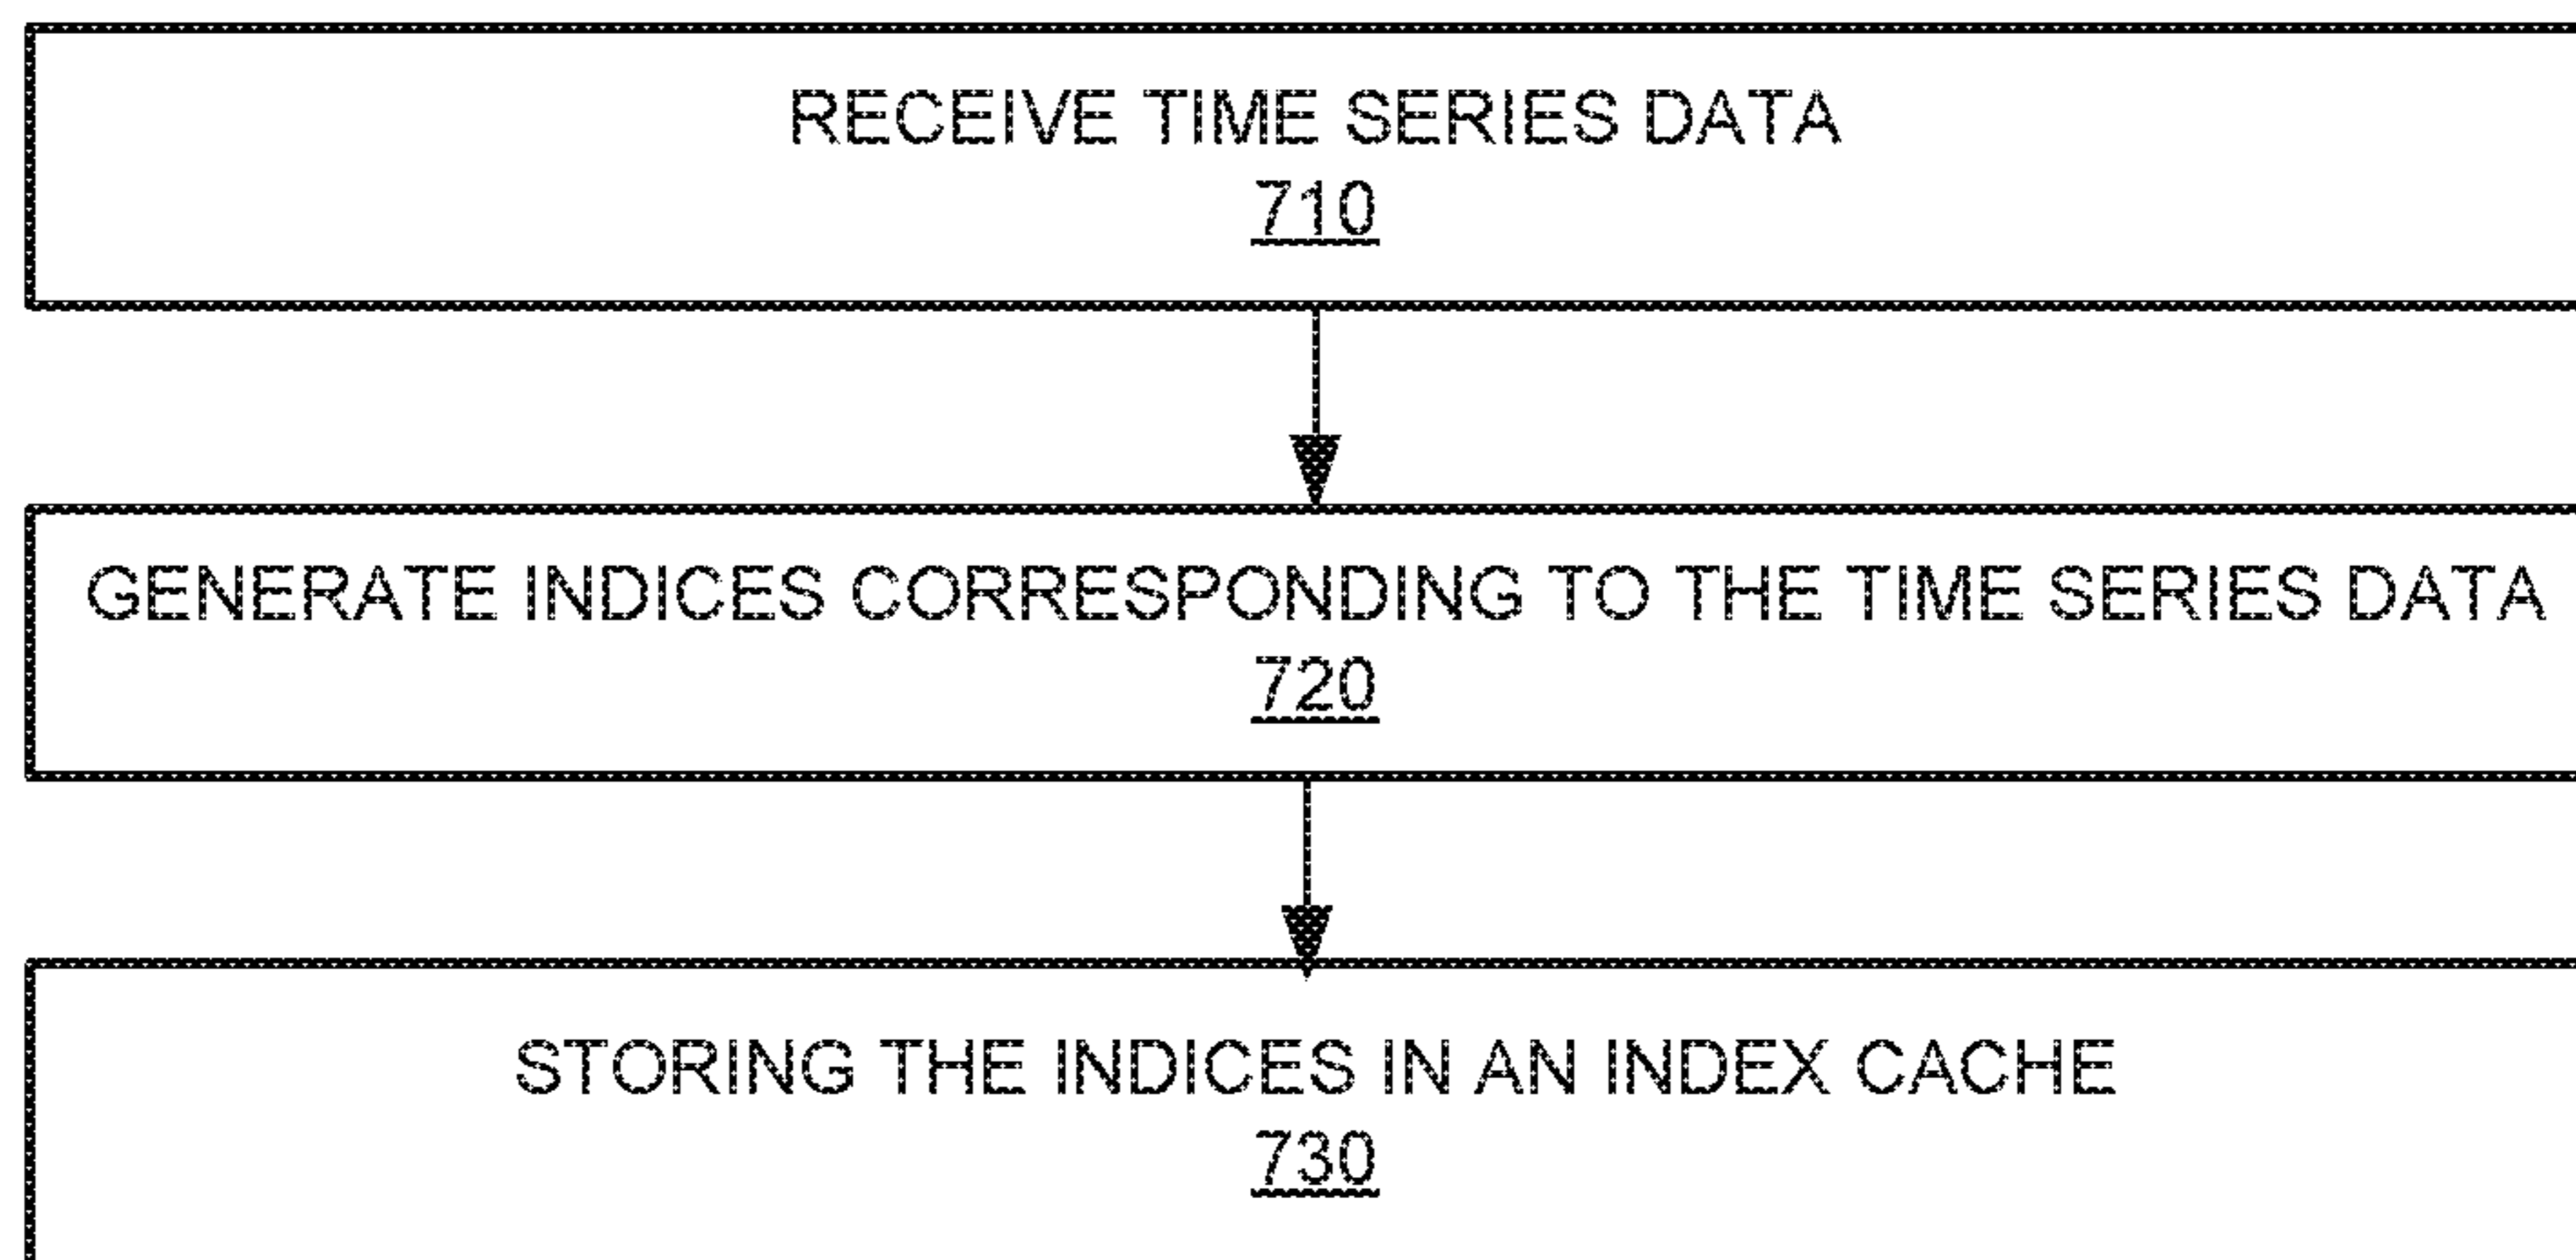 RECEIVE TIME SERIES DATA
710
GENERATE INDICES CORRESPONDING TO THE TIME SERIES DATA
720
STORING THE INDICES IN AN INDEX CACHE
730